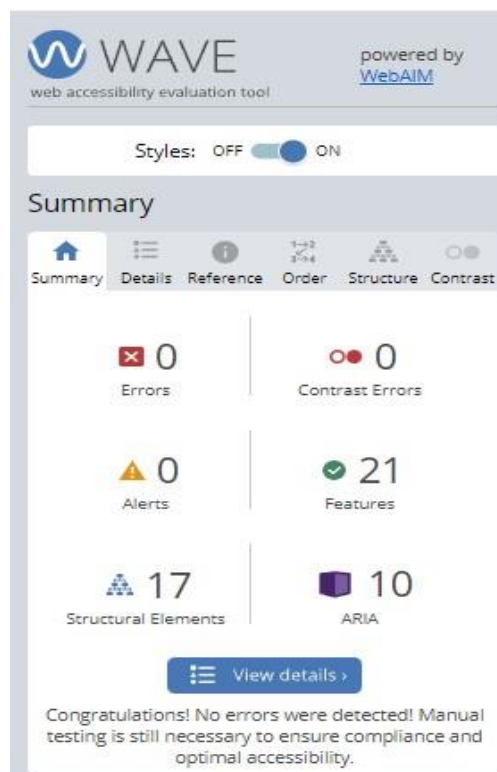 WAVE
powered by
WebAIM
web accessibility evaluation tool
Styles: OFF ON
Summary
Summary Details Reference Order Structure Contrast
0 0
Errors Contrast Errors
0 21
Alerts Features
17 10
Structural Elements ARIA
View details ›
Congratulations! No errors were detected! Manual
testing is still necessary to ensure compliance and
optimal accessibility.